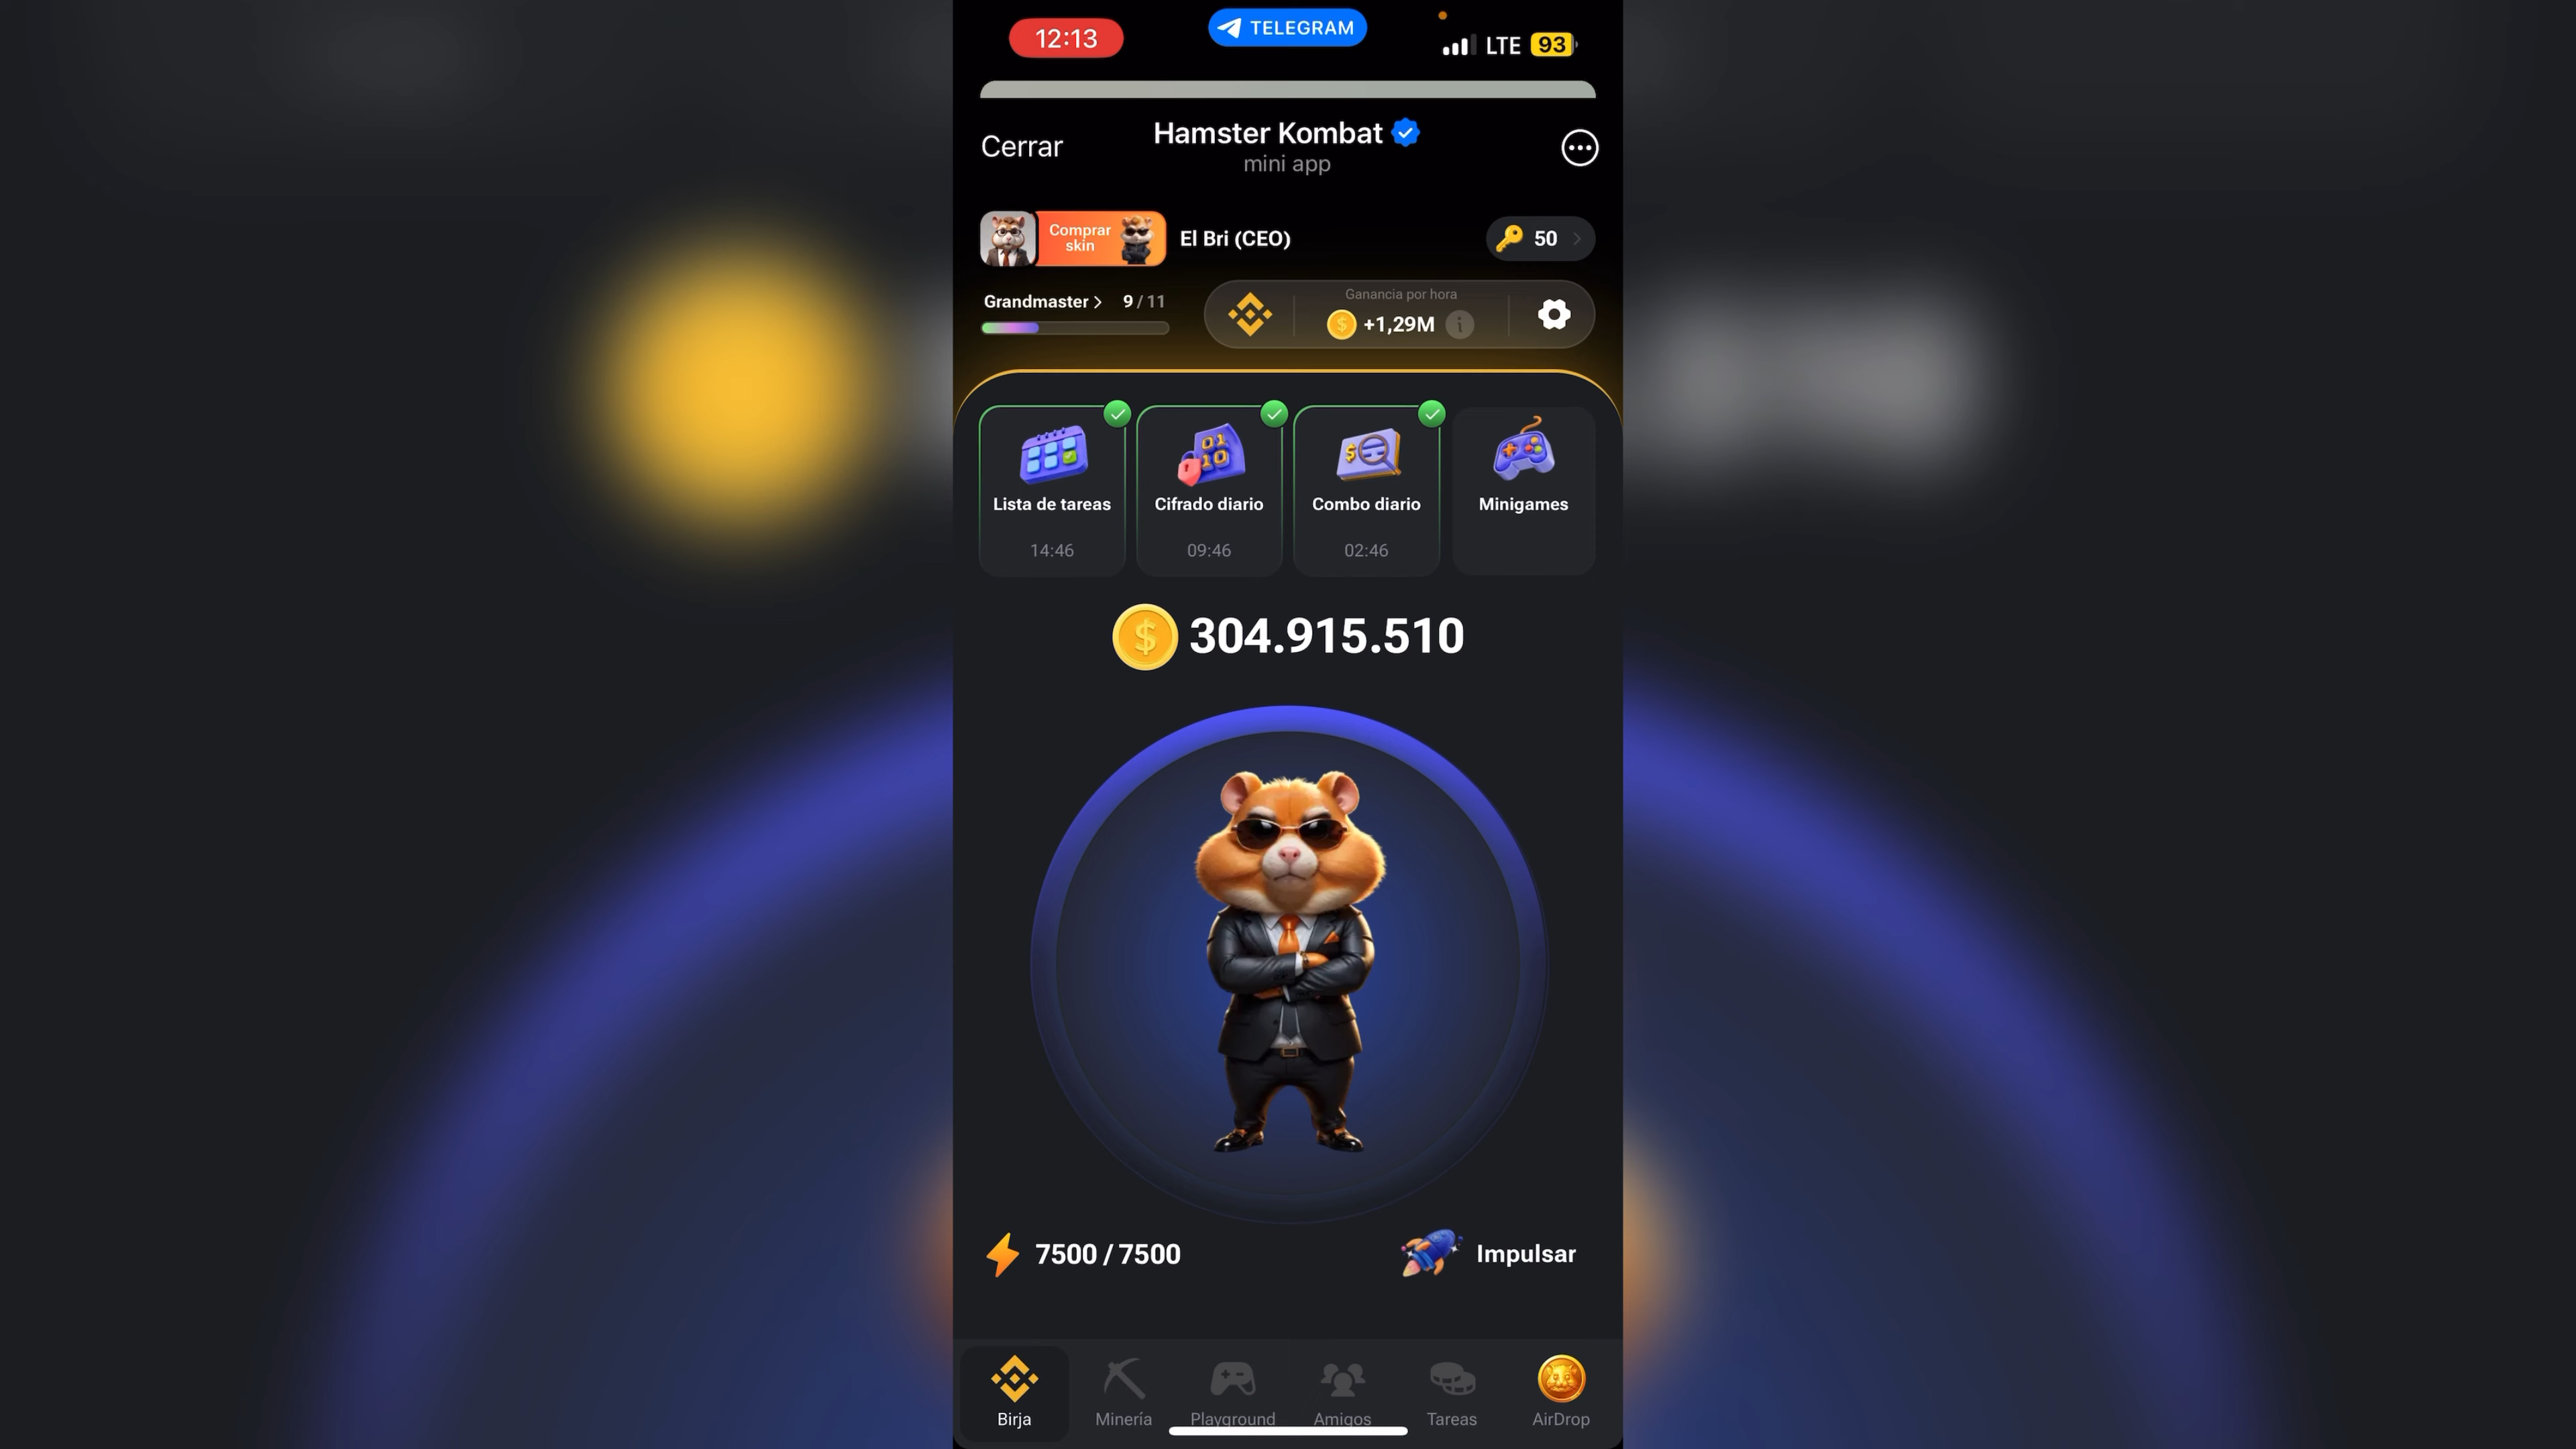 12:13
TELEGRAM
LTE 93
Cerrar
Hamster Kombat
mini app
Comprar
skin
El Bri (CEO)
50
Grandmaster > 9 / 11
Ganancia por hora
+1,29M
Lista de tareas
14:46
Cifrado diario
09:46
Combo diario
02:46
Minigames
304.915.510
7500 / 7500
Impulsar
Birja
Minería
Playground
Amigos
Tareas
AirDrop